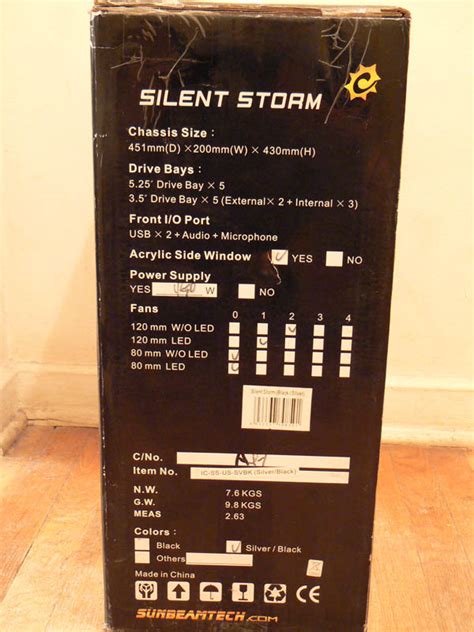 SILENT STORM
Chassis Size :
451mm(D) ×200mm(W) × 430mm(H)
Drive Bays :
5.25´ Drive Bay × 5
3.5´ Drive Bay × 5 (External× 2 + Internal × 3)
Front I/O Port
USB × 2 + Audio + Microphone
Acrylic Side Window YES NO
Power Supply
YES W NO
Fans 0 1 2 3 4
120 mm W/O LED
120 mm LED
80 mm W/O LED
80 mm LED
Silent Storm (Black/Silver)
C/No.
Item No. IC-SS-US-SVBK (Silver/Black)
N.W. 7.6 KGS
G.W. 9.8 KGS
MEAS 2.63
Colors :
Black Silver / Black
Others
Made in China
SUNBEAMTECH.COM